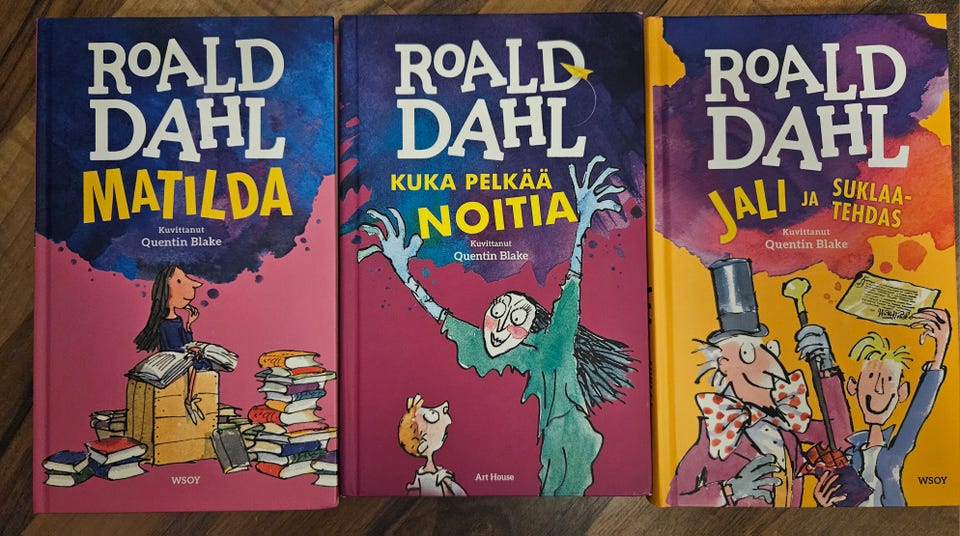 ROALD
DAHL
MATILDA
Kuvittanut
Quentin Blake
WSOY
ROALD
DAHL
KUKA PELKÄÄ
NOITIA
Kuvittanut
Quentin Blake
Art House
ROALD
DAHL
JALI JA SUKLAA-
TEHDAS
Kuvittanut
Quentin Blake
WSOY